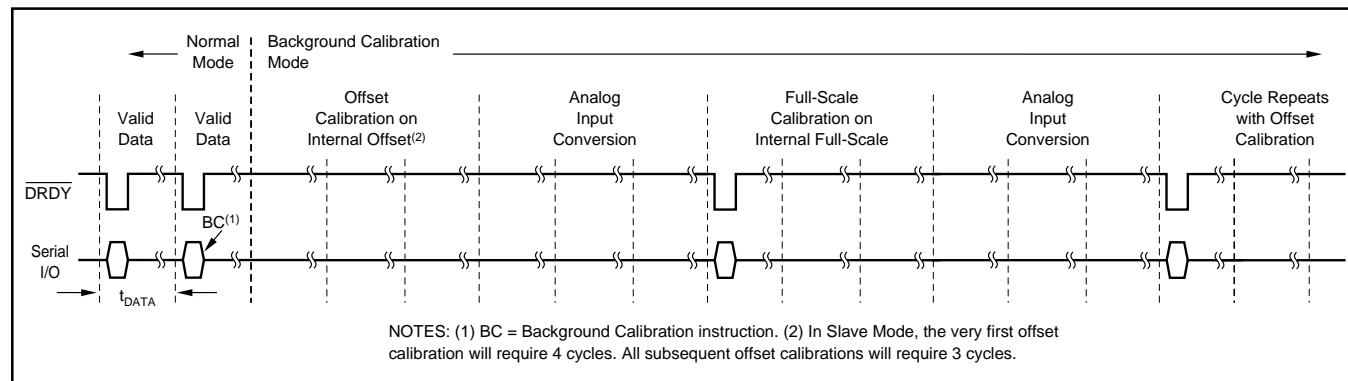 Normal
Mode
Background Calibration
Mode
Valid
Data
Valid
Data
Offset
Calibration on
Internal Offset(2)
Analog
Input
Conversion
Full-Scale
Calibration on
Internal Full-Scale
Analog
Input
Conversion
Cycle Repeats
with Offset
Calibration
DRDY
BC(1)
Serial
I/O
tDATA
NOTES: (1) BC = Background Calibration instruction. (2) In Slave Mode, the very first offset
calibration will require 4 cycles. All subsequent offset calibrations will require 3 cycles.